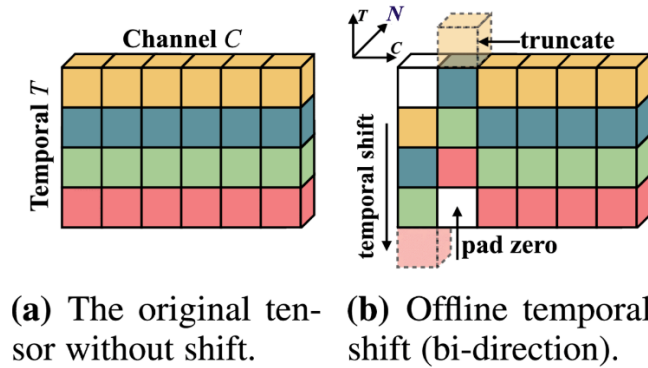 Channel C
Temporal T
T
N
C
truncate
temporal shift
pad zero
(a) The original ten-
sor without shift.
(b) Offline temporal
shift (bi-direction).